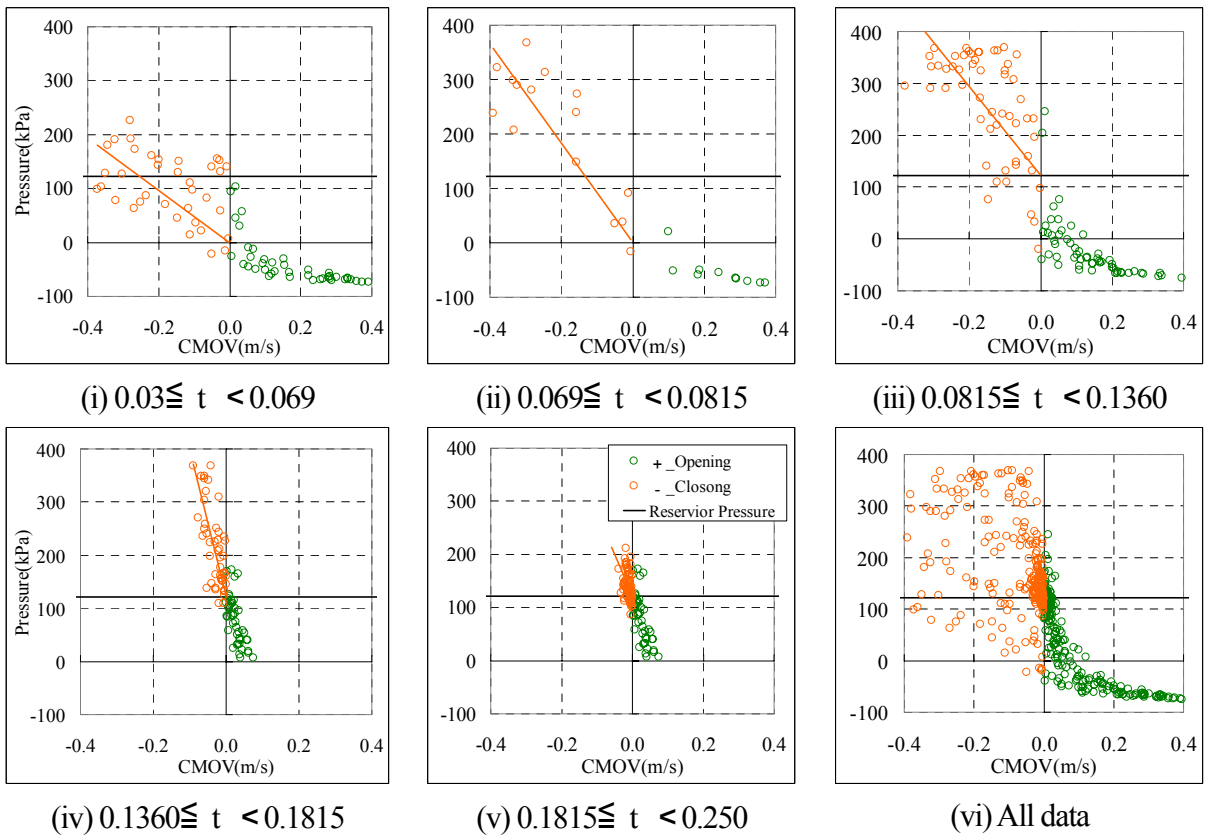 400
300
200
100
0
-100
Pressure(kPa)
-0.4 -0.2 0.0 0.2 0.4
CMOV(m/s)
(i) 0.03≦ t <0.069
400
300
200
100
0
-100
-0.4 -0.2 0.0 0.2 0.4
CMOV(m/s)
(ii) 0.069≦ t <0.0815
400
300
200
100
0
-100
-0.4 -0.2 0.0 0.2 0.4
CMOV(m/s)
(iii) 0.0815≦ t <0.1360
400
300
200
100
0
-100
Pressure(kPa)
-0.4 -0.2 0.0 0.2 0.4
CMOV(m/s)
(iv) 0.1360≦ t <0.1815
400
300
200
100
0
-100
+_Opening
-_Closong
Reservior Pressure
-0.4 -0.2 0.0 0.2 0.4
CMOV(m/s)
(v) 0.1815≦ t <0.250
400
300
200
100
0
-100
-0.4 -0.2 0.0 0.2 0.4
CMOV(m/s)
(vi) All data